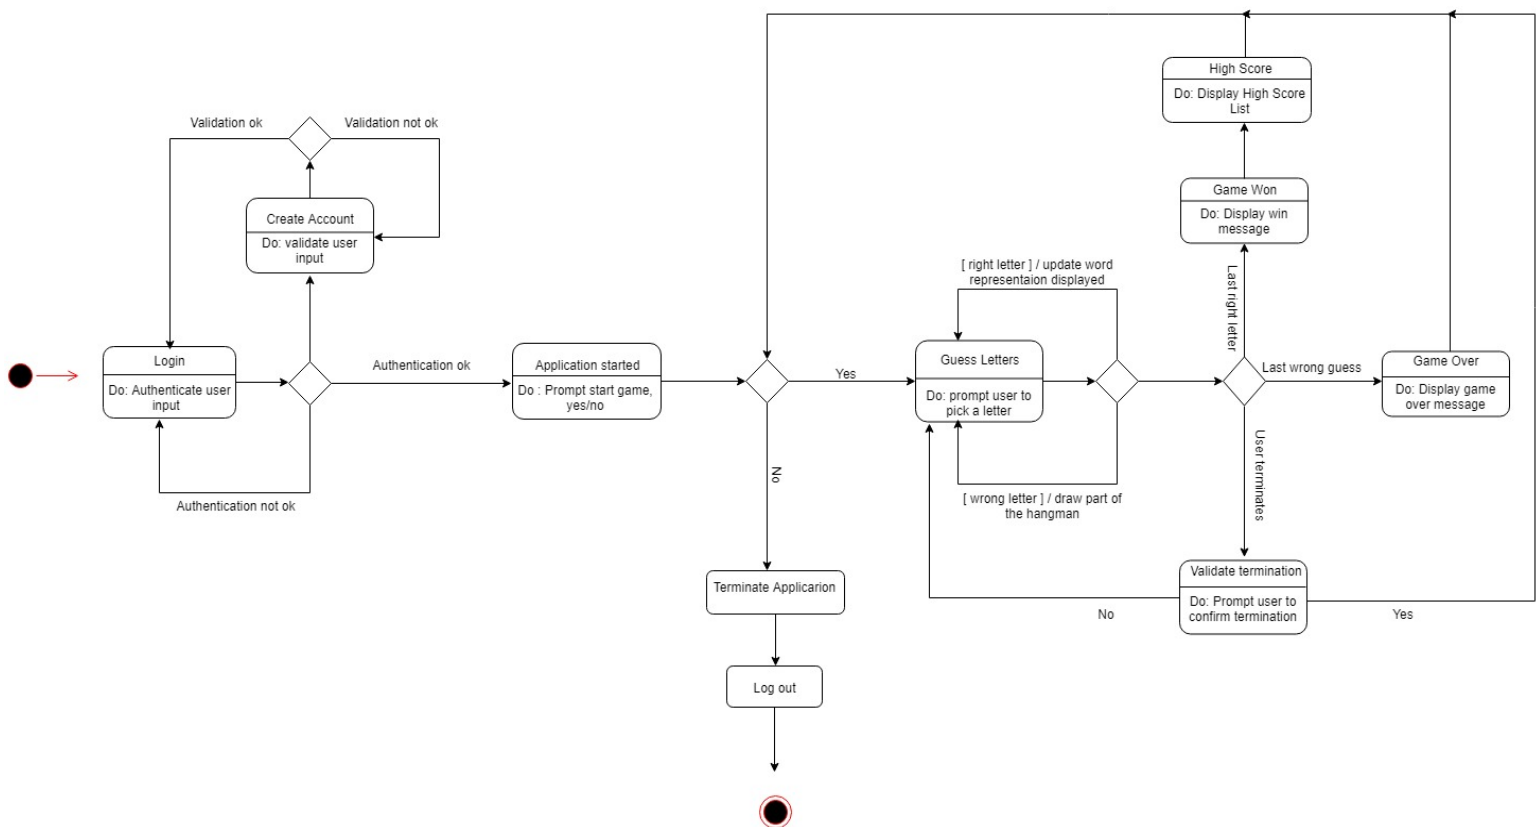 High Score
Do: Display High Score
List
Validation ok
Validation not ok
Game Won
Do: Display win
message
Create Account
Do: validate user
input
[ right letter ] / update word
representaion displayed
Last right letter
Login
Do: Authenticate user
input
Authentication ok
Application started
Do : Prompt start game,
yes/no
Yes
Guess Letters
Do: prompt user to
pick a letter
Last wrong guess
Game Over
Do: Display game
over message
No
User terminates
Authentication not ok
[ wrong letter ] / draw part of
the hangman
Terminate Applicarion
Validate termination
Do: Prompt user to
confirm termination
No
Yes
Log out